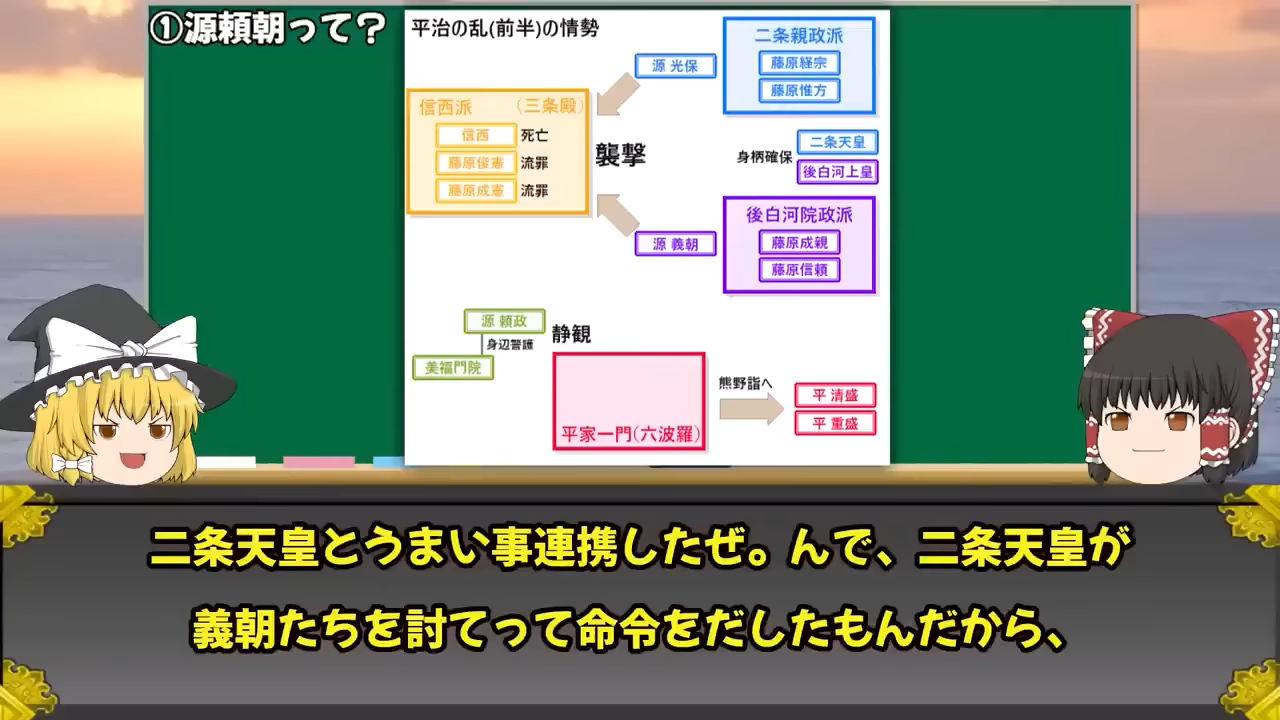 ①源頼朝って？
平治の乱(前半)の情勢
二条親政派
藤原経宗
藤原惟方
源 光保
信西派 （三条殿）
信西 死亡
藤原俊憲 流罪
藤原成憲 流罪
襲撃
二条天皇
身柄確保
後白河上皇
後白河院政派
藤原成親
藤原信頼
源 義朝
源 頼政
静観
身辺警護
美福門院
平家一門(六波羅)
熊野詣へ
平 清盛
平 重盛
二条天皇とうまい事連携したぜ。んで、二条天皇が
義朝たちを討てって命令をだしたもんだから、